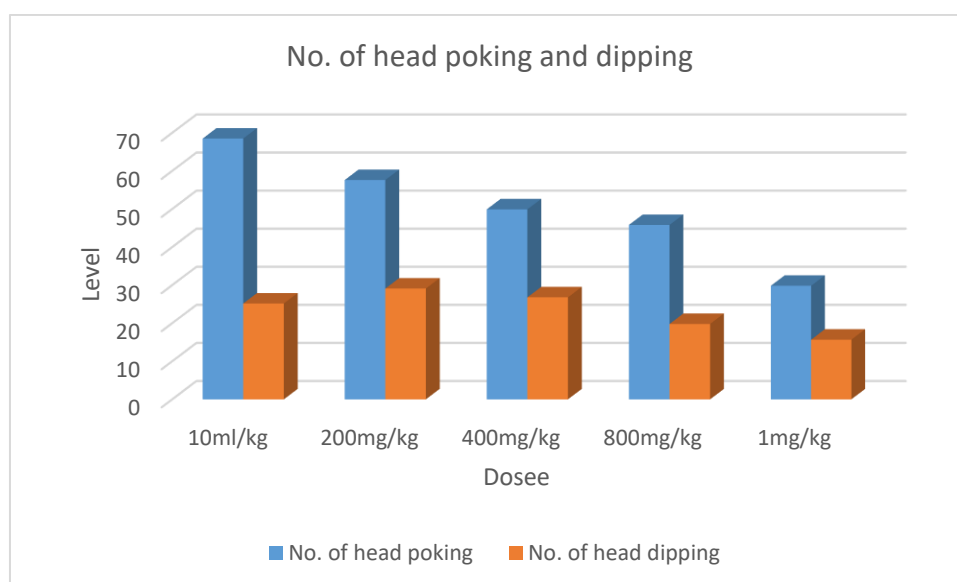 No. of head poking and dipping
70
60
50
40
30
20
10
0
Level
10ml/kg 200mg/kg 400mg/kg 800mg/kg 1mg/kg
Dosee
No. of head poking No. of head dipping